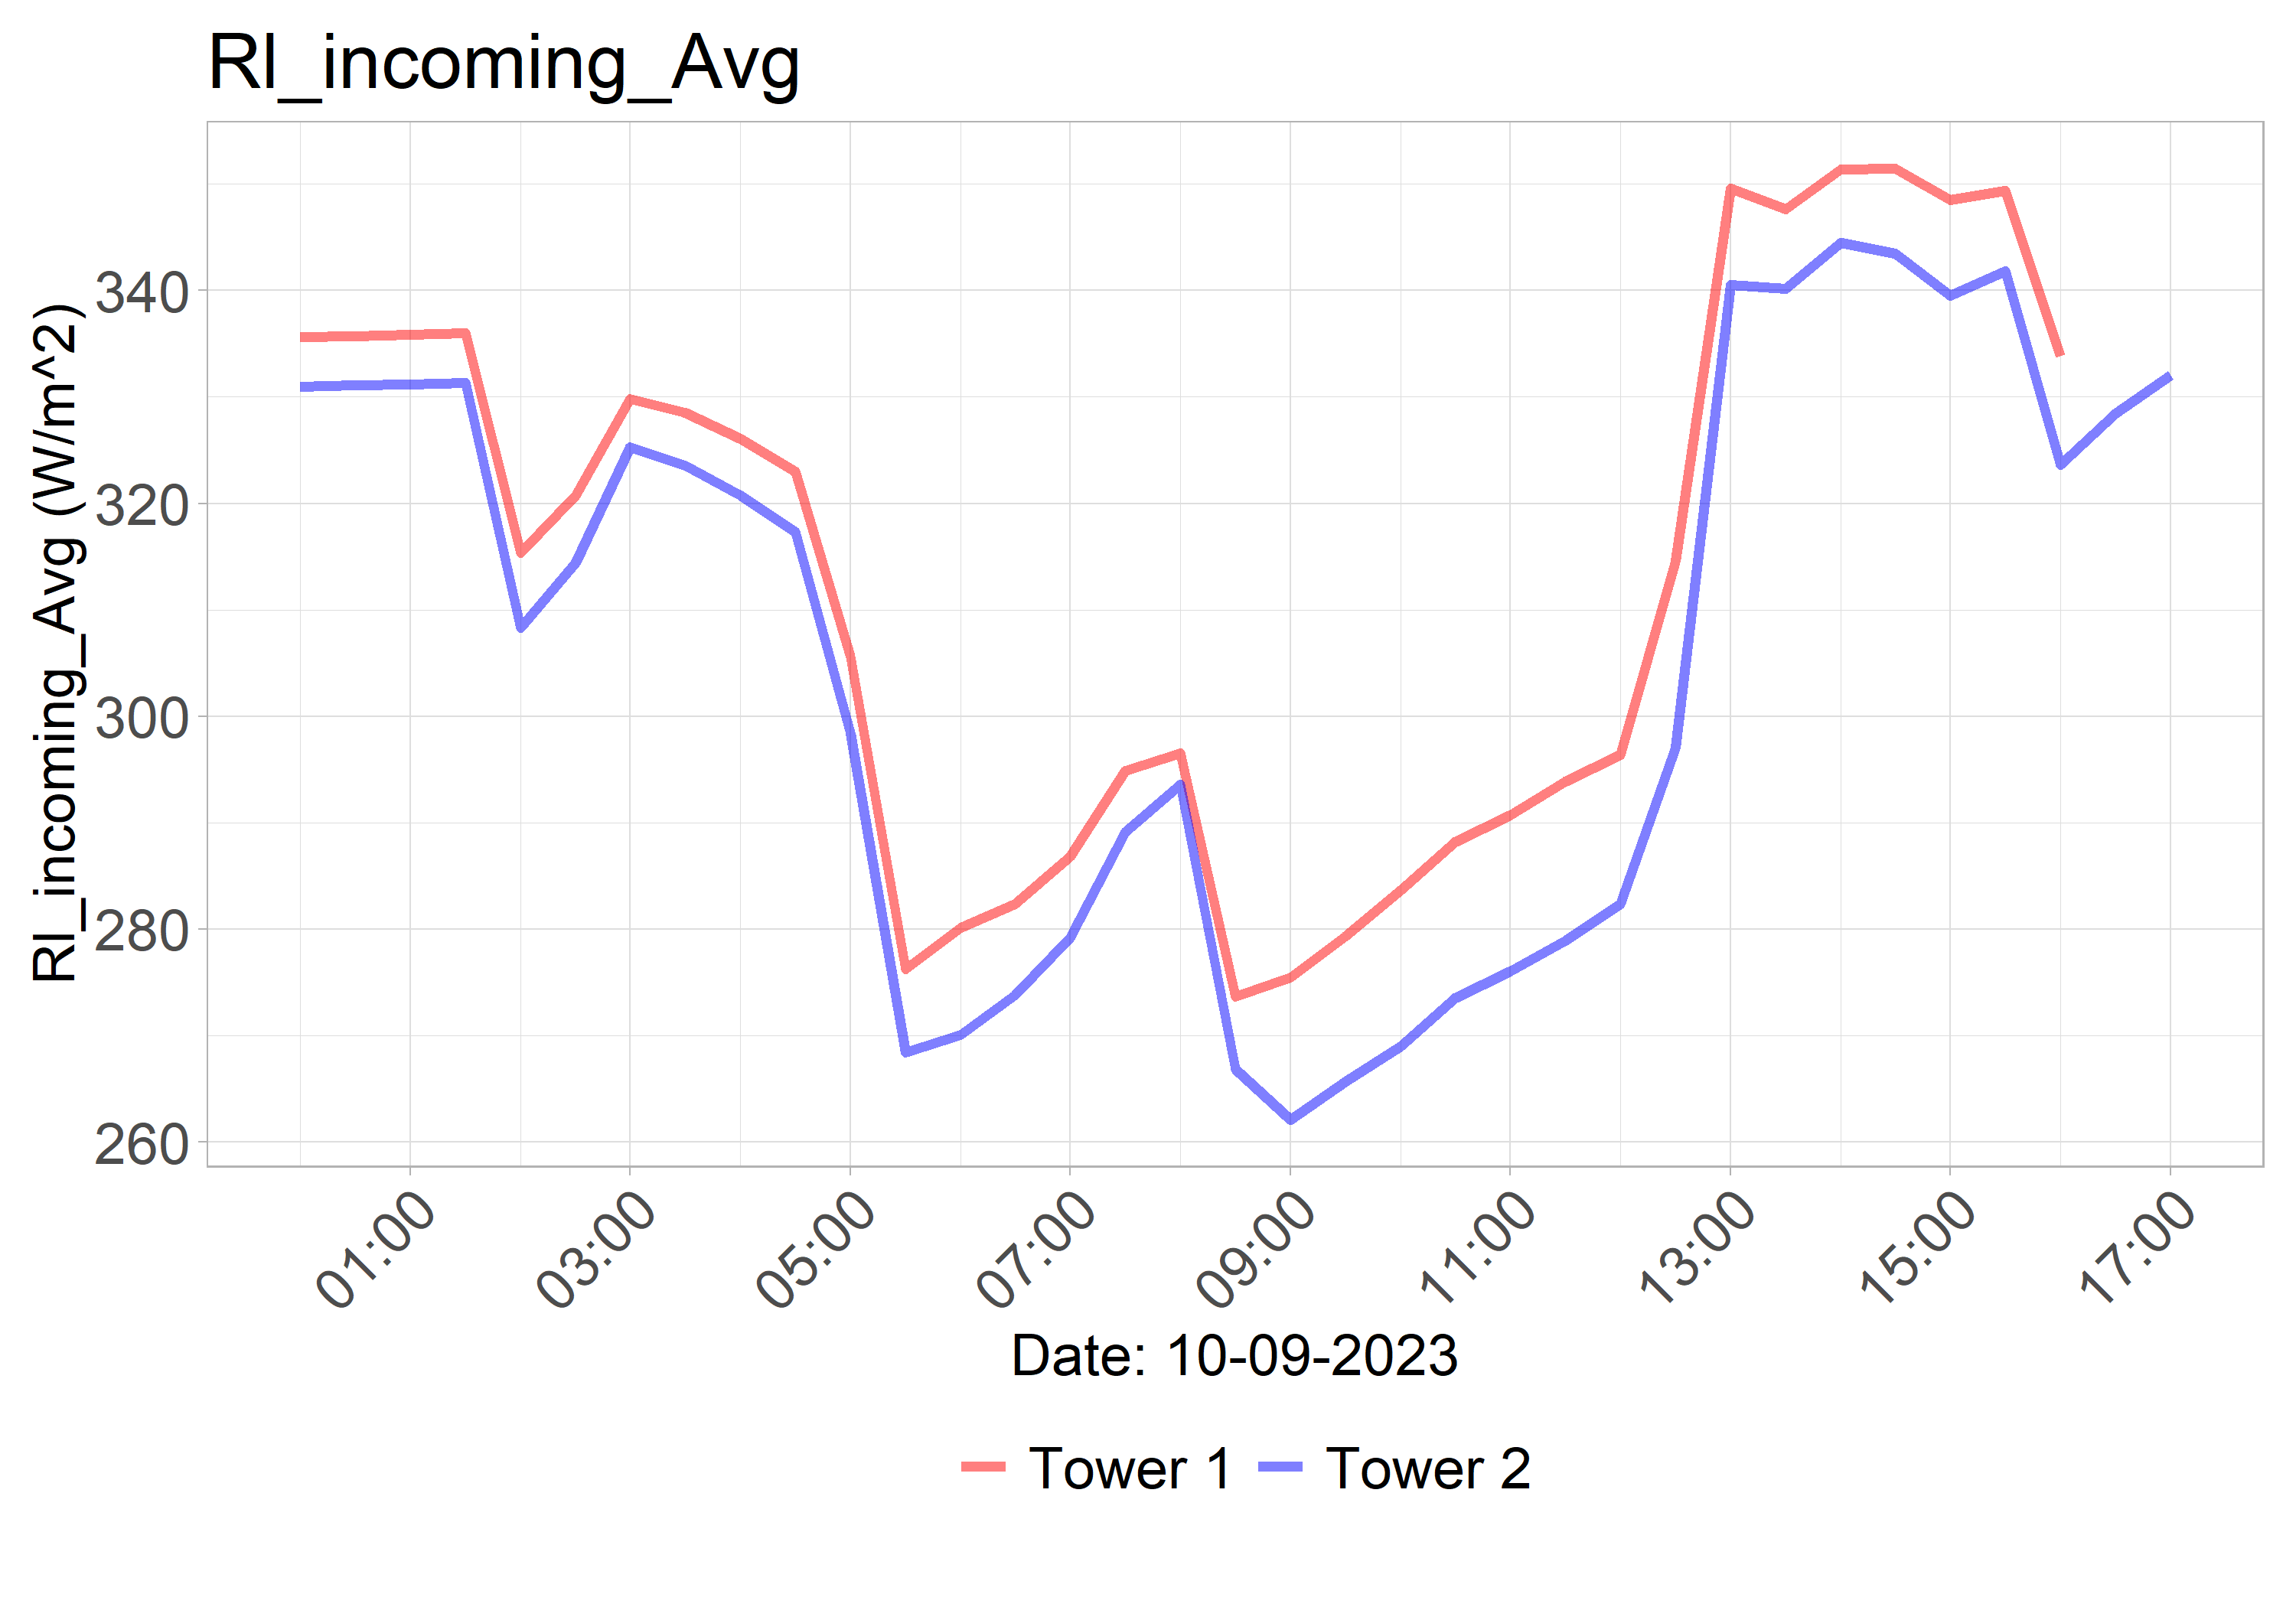 Rl_incoming_Avg
Rl_incoming_Avg (W/m^2)
340
320
300
280
260
01:00 03:00 05:00 07:00 09:00 11:00 13:00 15:00 17:00
Date: 10-09-2023
Tower 1 Tower 2